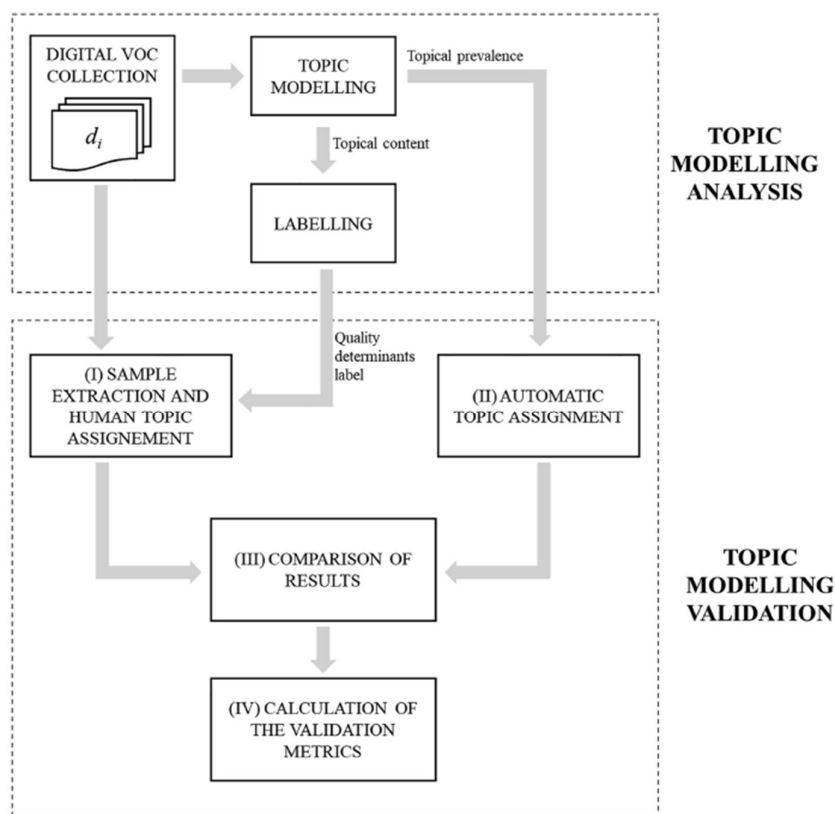 DIGITAL VOC
COLLECTION
d_i
TOPIC
MODELLING
Topical prevalence
Topical content
LABELLING
TOPIC
MODELLING
ANALYSIS
Quality
determinants
label
(I) SAMPLE
EXTRACTION AND
HUMAN TOPIC
ASSIGNEMENT
(II) AUTOMATIC
TOPIC ASSIGNMENT
(III) COMPARISON OF
RESULTS
TOPIC
MODELLING
VALIDATION
(IV) CALCULATION OF
THE VALIDATION
METRICS